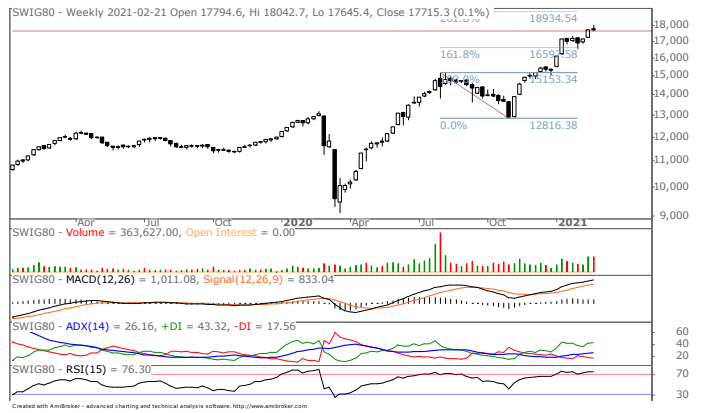 SWIG80 - Weekly 2021-02-21 Open 17794.6, Hi 18042.7, Lo 17645.4, Close 17715.3 (0.1%)
261.8% 18934.54
18,000
17,000
161.8% 16597.58
16,000
15,000
15153.34
14,000
13,000
0.0% 12816.38
12,000
11,000
10,000
9,000
Apr Jul Oct 2020 Apr Jul Oct 2021
SWIG80 - Volume = 363,627.00, Open Interest = 0.00
SWIG80 - MACD(12,26) = 1,011.08, Signal(12,26,9) = 833.04
SWIG80 - ADX(14) = 26.16, +DI = 43.32, -DI = 17.56
60
40
20
SWIG80 - RSI(15) = 76.30
70
30
Created with AmiBroker - advanced charting and technical analysis software. http://www.amibroker.com